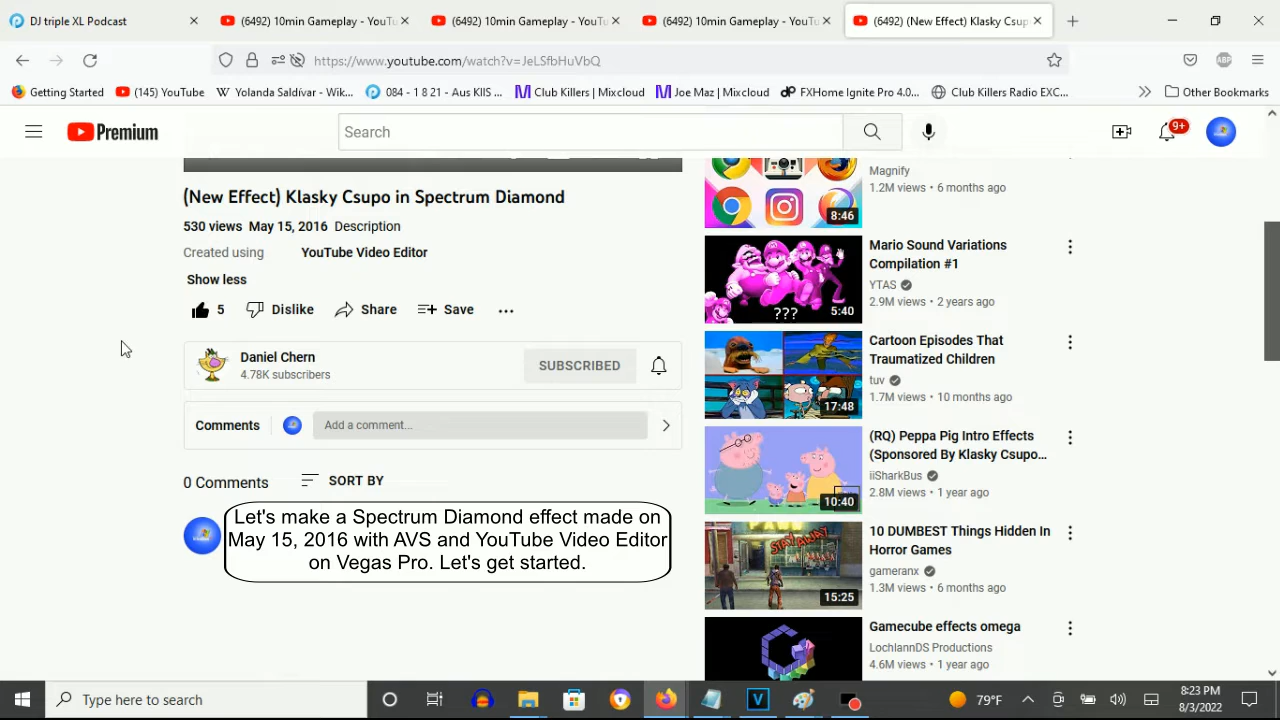 DJ triple XL Podcast
(6492) 10min Gameplay - YouTu
(6492) 10min Gameplay - YouTu
(6492) 10min Gameplay - YouTu
(6492) (New Effect) Klasky Csup
https://www.youtube.com/watch?v=JeLSfbHuVbQ
ABP
Getting Started
(145) YouTube
Yolanda Saldívar - Wik...
084 - 1 8 21 - Aus KIIS ...
Club Killers | Mixcloud
Joe Maz | Mixcloud
FXHome Ignite Pro 4.0...
Club Killers Radio EXC...
Other Bookmarks
Premium
Search
9+
(New Effect) Klasky Csupo in Spectrum Diamond
530 views May 15, 2016 Description
Created using YouTube Video Editor
Show less
5 Dislike Share Save
Daniel Chern
4.78K subscribers
SUBSCRIBED
Comments
Add a comment...
0 Comments
SORT BY
Let's make a Spectrum Diamond effect made on
May 15, 2016 with AVS and YouTube Video Editor
on Vegas Pro. Let's get started.
8:46
Magnify
1.2M views • 6 months ago
???
5:40
Mario Sound Variations
Compilation #1
YTAS
2.9M views • 2 years ago
17:48
Cartoon Episodes That
Traumatized Children
tuv
1.7M views • 10 months ago
10:40
(RQ) Peppa Pig Intro Effects
(Sponsored By Klasky Csupo...
iiSharkBus
2.8M views • 1 year ago
STAY AWAY
15:25
10 DUMBEST Things Hidden In
Horror Games
gameranx
1.3M views • 6 months ago
Gamecube effects omega
LochlannDS Productions
4.6M views • 1 year ago
Type here to search
V
79°F
8:23 PM
8/3/2022